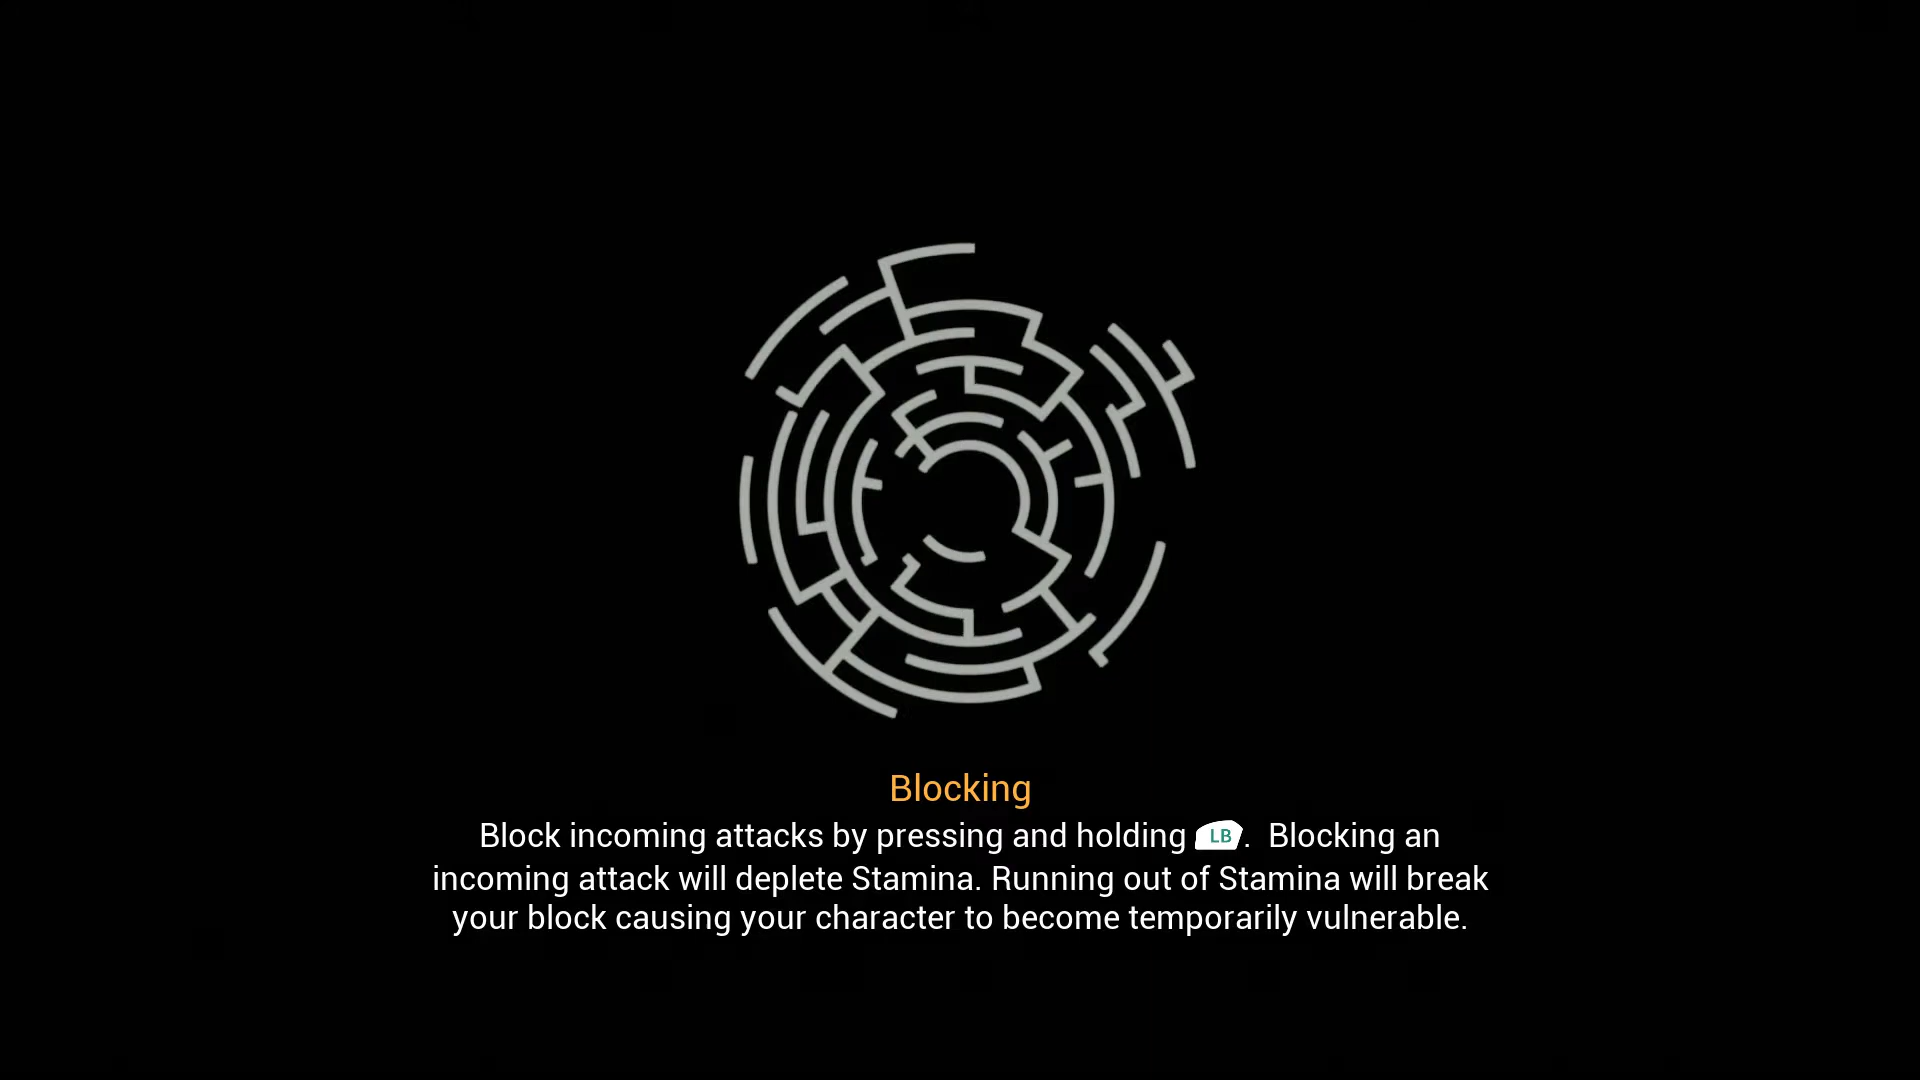 Blocking
Block incoming attacks by pressing and holding LB. Blocking an
incoming attack will deplete Stamina. Running out of Stamina will break
your block causing your character to become temporarily vulnerable.